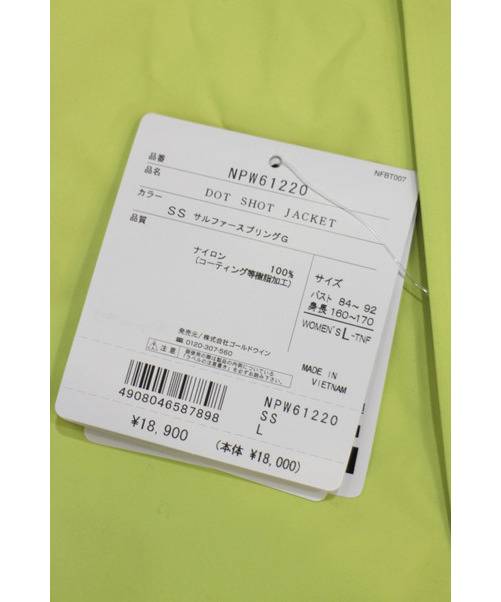 NFBT007
品番 NPW61220
品名 DOT SHOT JACKET
カラー SS サルファースプリングG
品質
ナイロン 100%
(コーティング等樹脂加工)
サイズ
バスト 84~92
身長 160~170
WOMEN'S L-TNF
発売元/株式会社ゴールドウイン
0120-307-560
注意
MADE IN
VIETNAM
4908046587898
NPW61220
SS
L
¥18,900 (本体 ¥18,000)